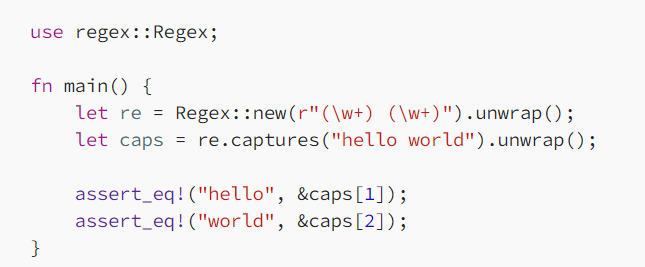 use regex::Regex;

fn main() {
    let re = Regex::new(r"(\w+) (\w+)").unwrap();
    let caps = re.captures("hello world").unwrap();

    assert_eq!("hello", &caps[1]);
    assert_eq!("world", &caps[2]);
}